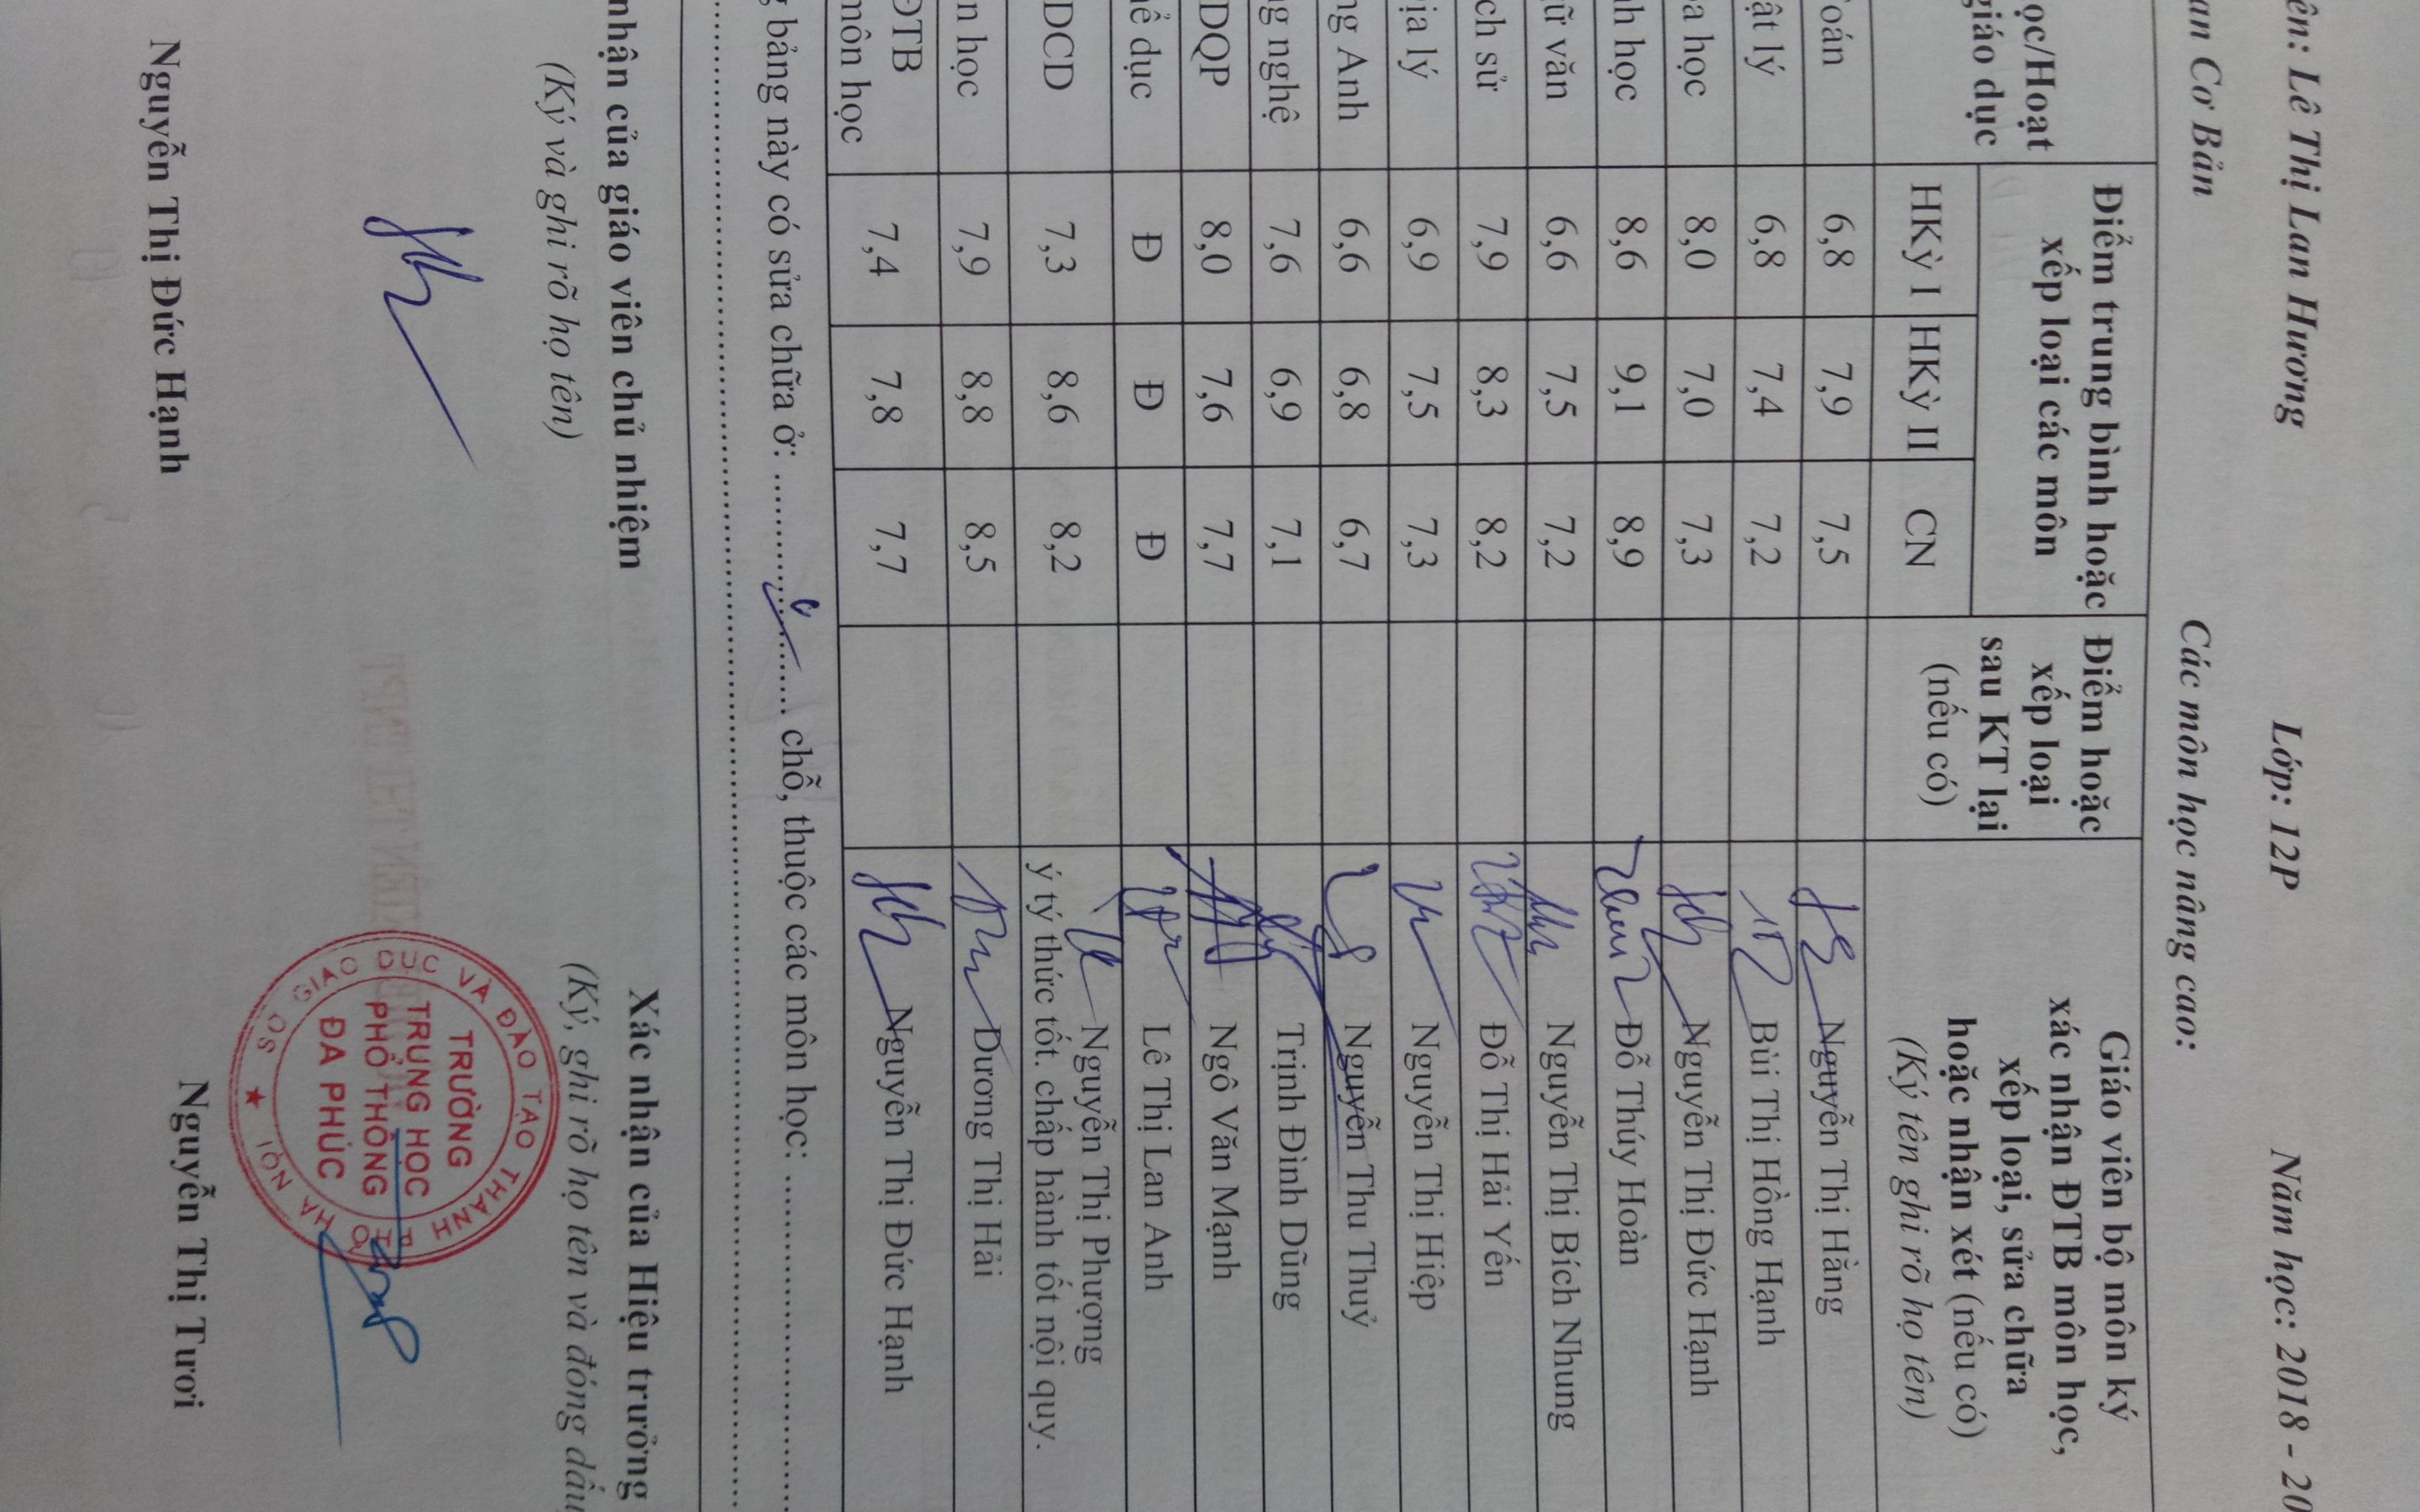 ên: Lê Thị Lan Hương Lớp: 12P Năm học: 2018 - 20
an Cơ Bản Các môn học nâng cao:
ọc/Hoạt
giáo dục
Điểm trung bình hoặc
xếp loại các môn
HKỳ I HKỳ II CN
Điểm hoặc
xếp loại
sau KT lại
(nếu có)
Giáo viên bộ môn ký
xác nhận ĐTB môn học,
xếp loại, sửa chữa
hoặc nhận xét (nếu có)
(Ký tên ghi rõ họ tên)
oán 6,8 7,9 7,5 Nguyễn Thị Hằng
ật lý 6,8 7,4 7,2 Bùi Thị Hồng Hạnh
a học 8,0 7,0 7,3 Nguyễn Thị Đức Hạnh
nh học 8,6 9,1 8,9 Đỗ Thúy Hoàn
ữ văn 6,6 7,5 7,2 Nguyễn Thị Bích Nhung
ch sử 7,9 8,3 8,2 Đỗ Thị Hải Yến
ịa lý 6,9 7,5 7,3 Nguyễn Thị Hiệp
ng Anh 6,6 6,8 6,7 Nguyễn Thu Thuỷ
ng nghệ 7,6 6,9 7,1 Trịnh Đình Dũng
DQP 8,0 7,6 7,7 Ngô Văn Mạnh
ể dục Đ Đ Đ Lê Thị Lan Anh
DCD 7,3 8,6 8,2 Nguyễn Thị Phượng
ý tý thức tốt. chấp hành tốt nội quy.
n học 7,9 8,8 8,5 Dương Thị Hải
ĐTB
môn học 7,4 7,8 7,7 Nguyễn Thị Đức Hạnh
g bảng này có sửa chữa ở: .................... chỗ, thuộc các môn học: ....................
nhận của giáo viên chủ nhiệm
(Ký và ghi rõ họ tên)
Nguyễn Thị Đức Hạnh
Xác nhận của Hiệu trưởng
(Ký, ghi rõ họ tên và đóng dấu
SỞ GIÁO DỤC VÀ ĐÀO TẠO THÀNH PHỐ HÀ NỘI
TRƯỜNG
TRUNG HỌC
PHỔ THÔNG
ĐA PHÚC
Nguyễn Thị Tươi